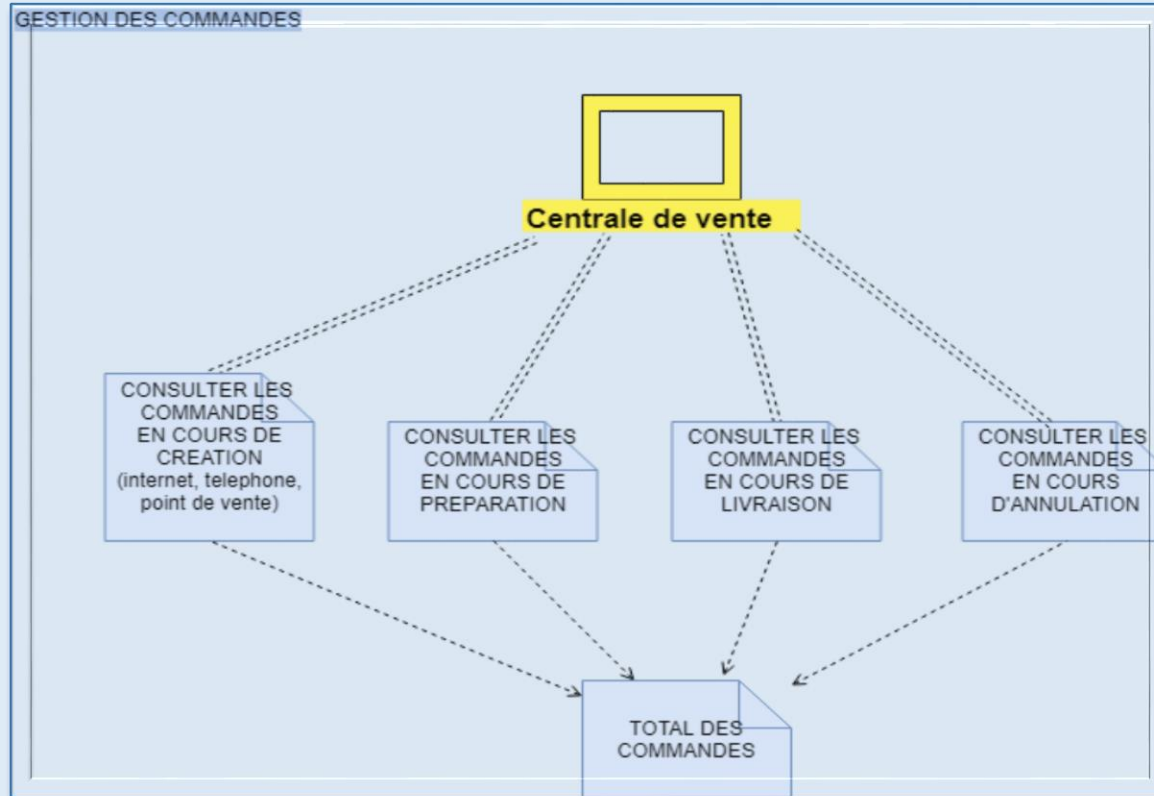 GESTION DES COMMANDES
Centrale de vente
CONSULTER LES
COMMANDES
EN COURS DE
CREATION
(internet, telephone,
point de vente)
CONSULTER LES
COMMANDES
EN COURS DE
PREPARATION
CONSULTER LES
COMMANDES
EN COURS DE
LIVRAISON
CONSULTER LES
COMMANDES
EN COURS
D'ANNULATION
TOTAL DES
COMMANDES